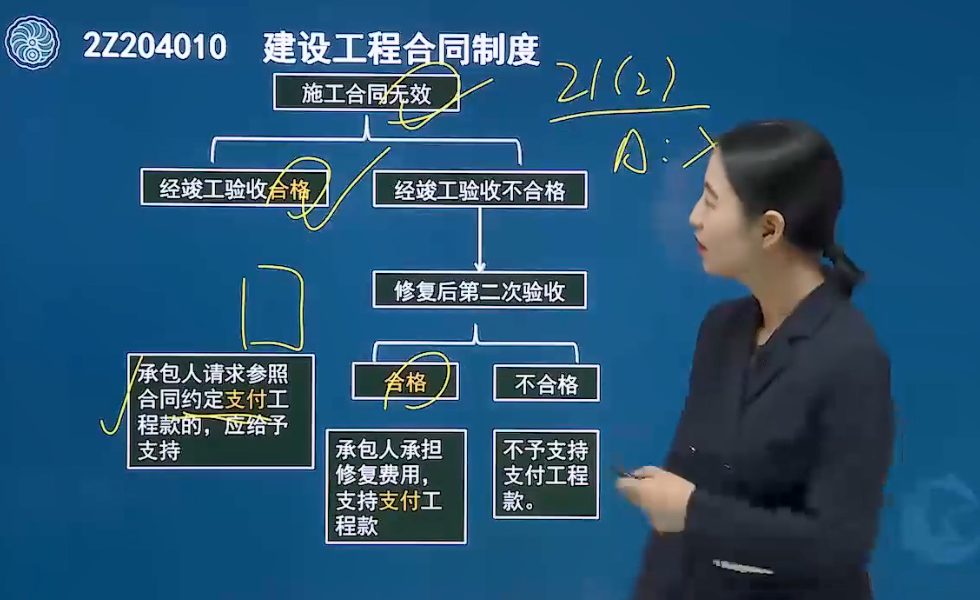 2Z204010 建设工程合同制度
施工合同无效
21(2)
A:×
经竣工验收合格
经竣工验收不合格
修复后第二次验收
合格
不合格
承包人请求参照
合同约定支付工
程款的，应给予
支持
承包人承担
修复费用，
支持支付工
程款
不予支持
支付工程
款。